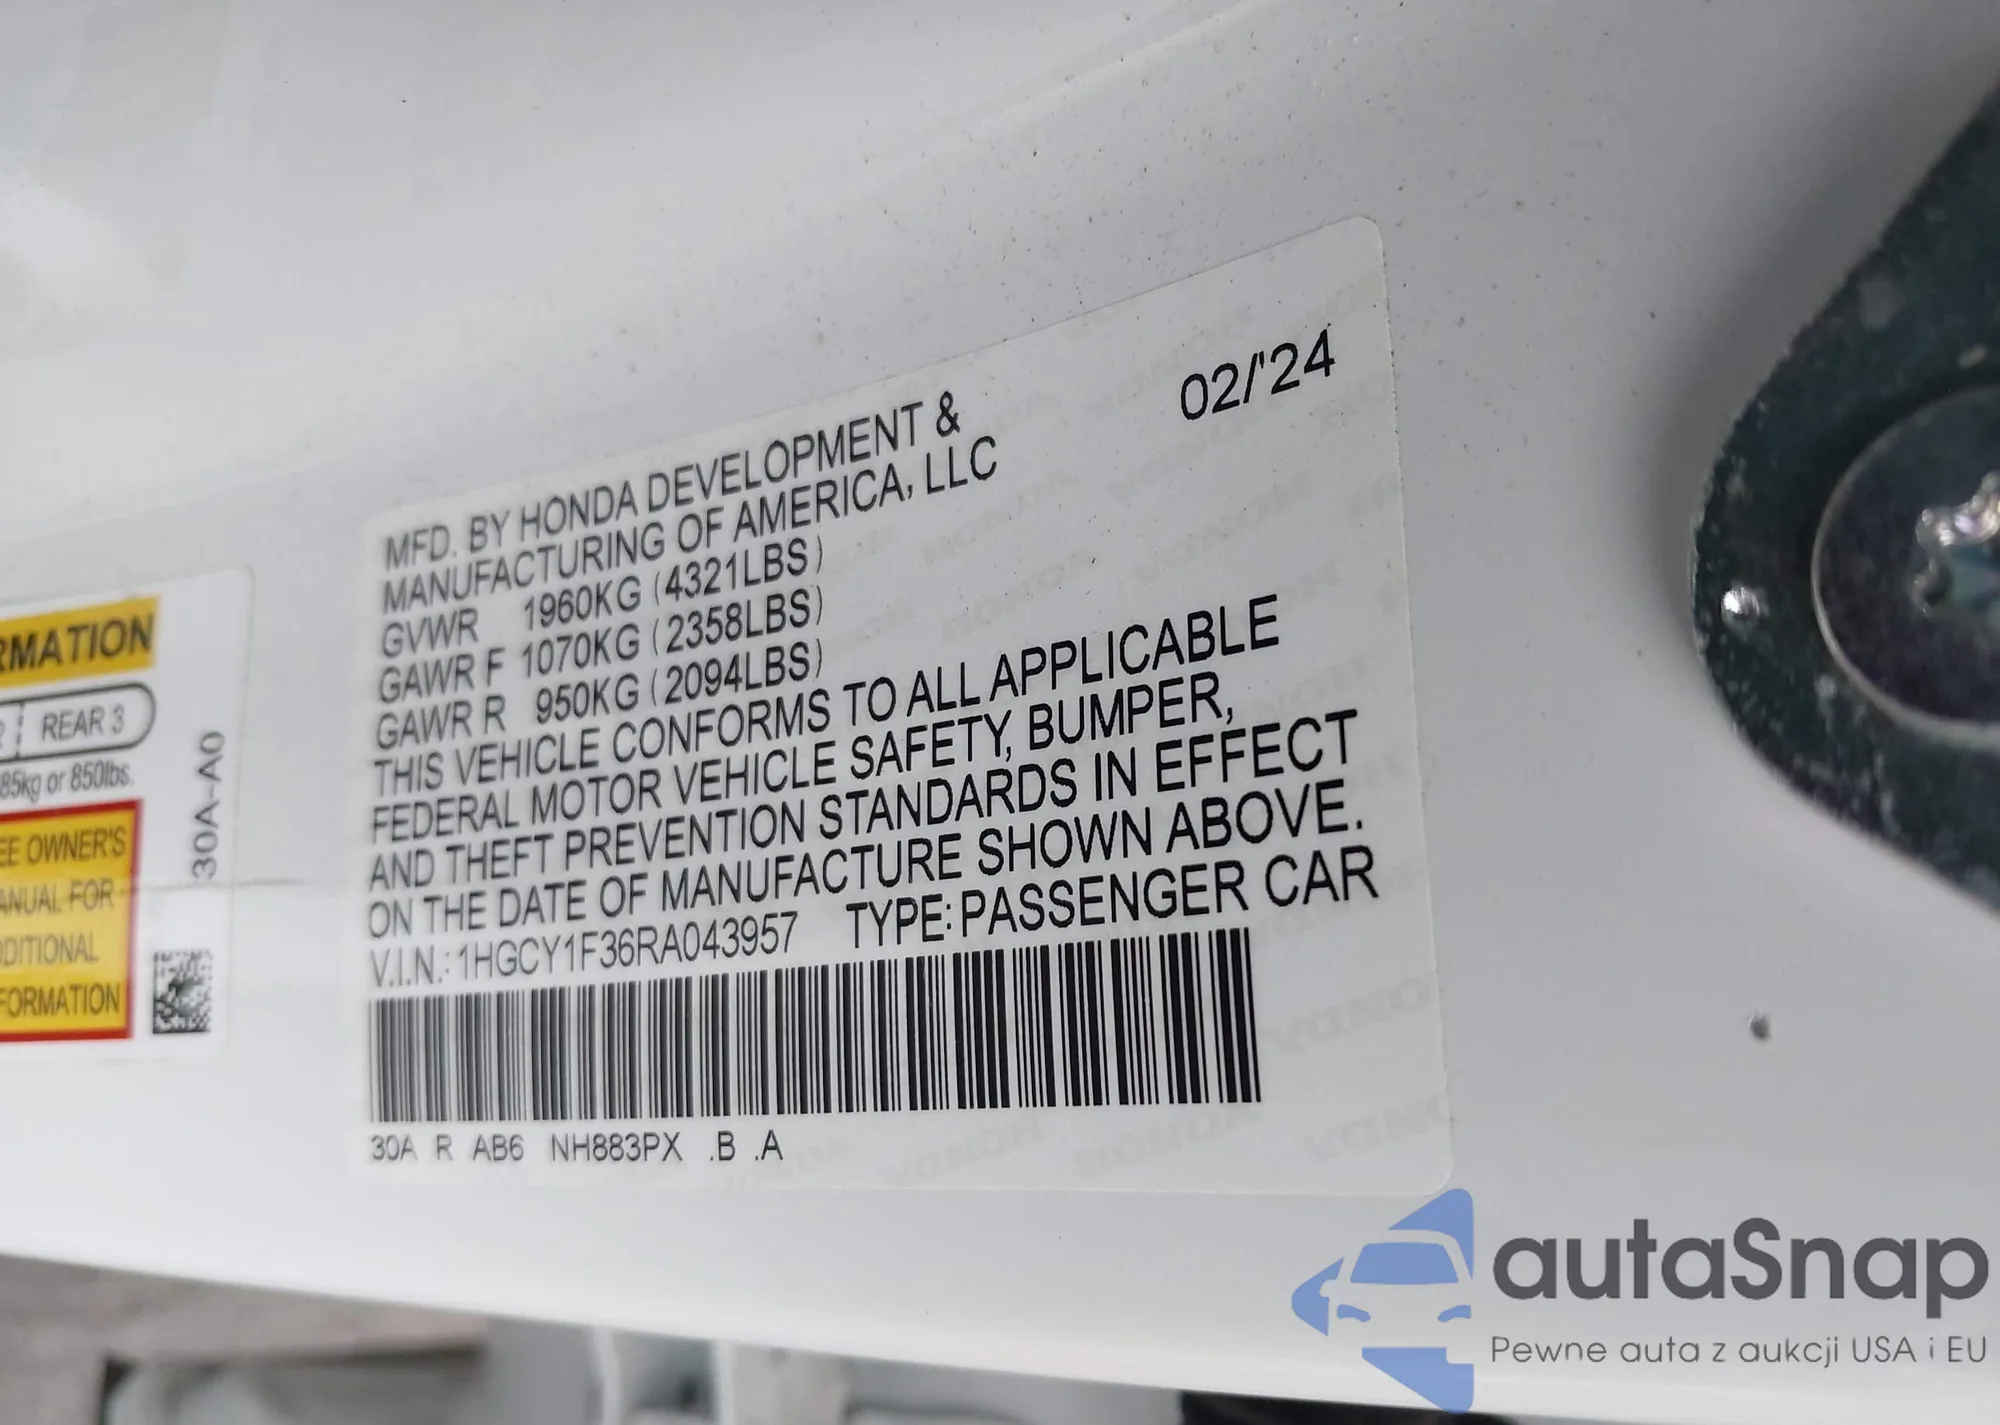 02/'24
MFD. BY HONDA DEVELOPMENT &
MANUFACTURING OF AMERICA, LLC
GVWR 1960KG (4321LBS)
GAWR F 1070KG (2358LBS)
GAWR R 950KG (2094LBS)
THIS VEHICLE CONFORMS TO ALL APPLICABLE
FEDERAL MOTOR VEHICLE SAFETY, BUMPER,
AND THEFT PREVENTION STANDARDS IN EFFECT
ON THE DATE OF MANUFACTURE SHOWN ABOVE.
V.I.N.: 1HGCY1F36RA043957 TYPE: PASSENGER CAR
30A R AB6 NH883PX .B .A
RMATION
REAR 3
85kg or 850lbs.
EE OWNER'S
ANUAL FOR
DDITIONAL
FORMATION
30A-A0
autaSnap
Pewne auta z aukcji USA i EU